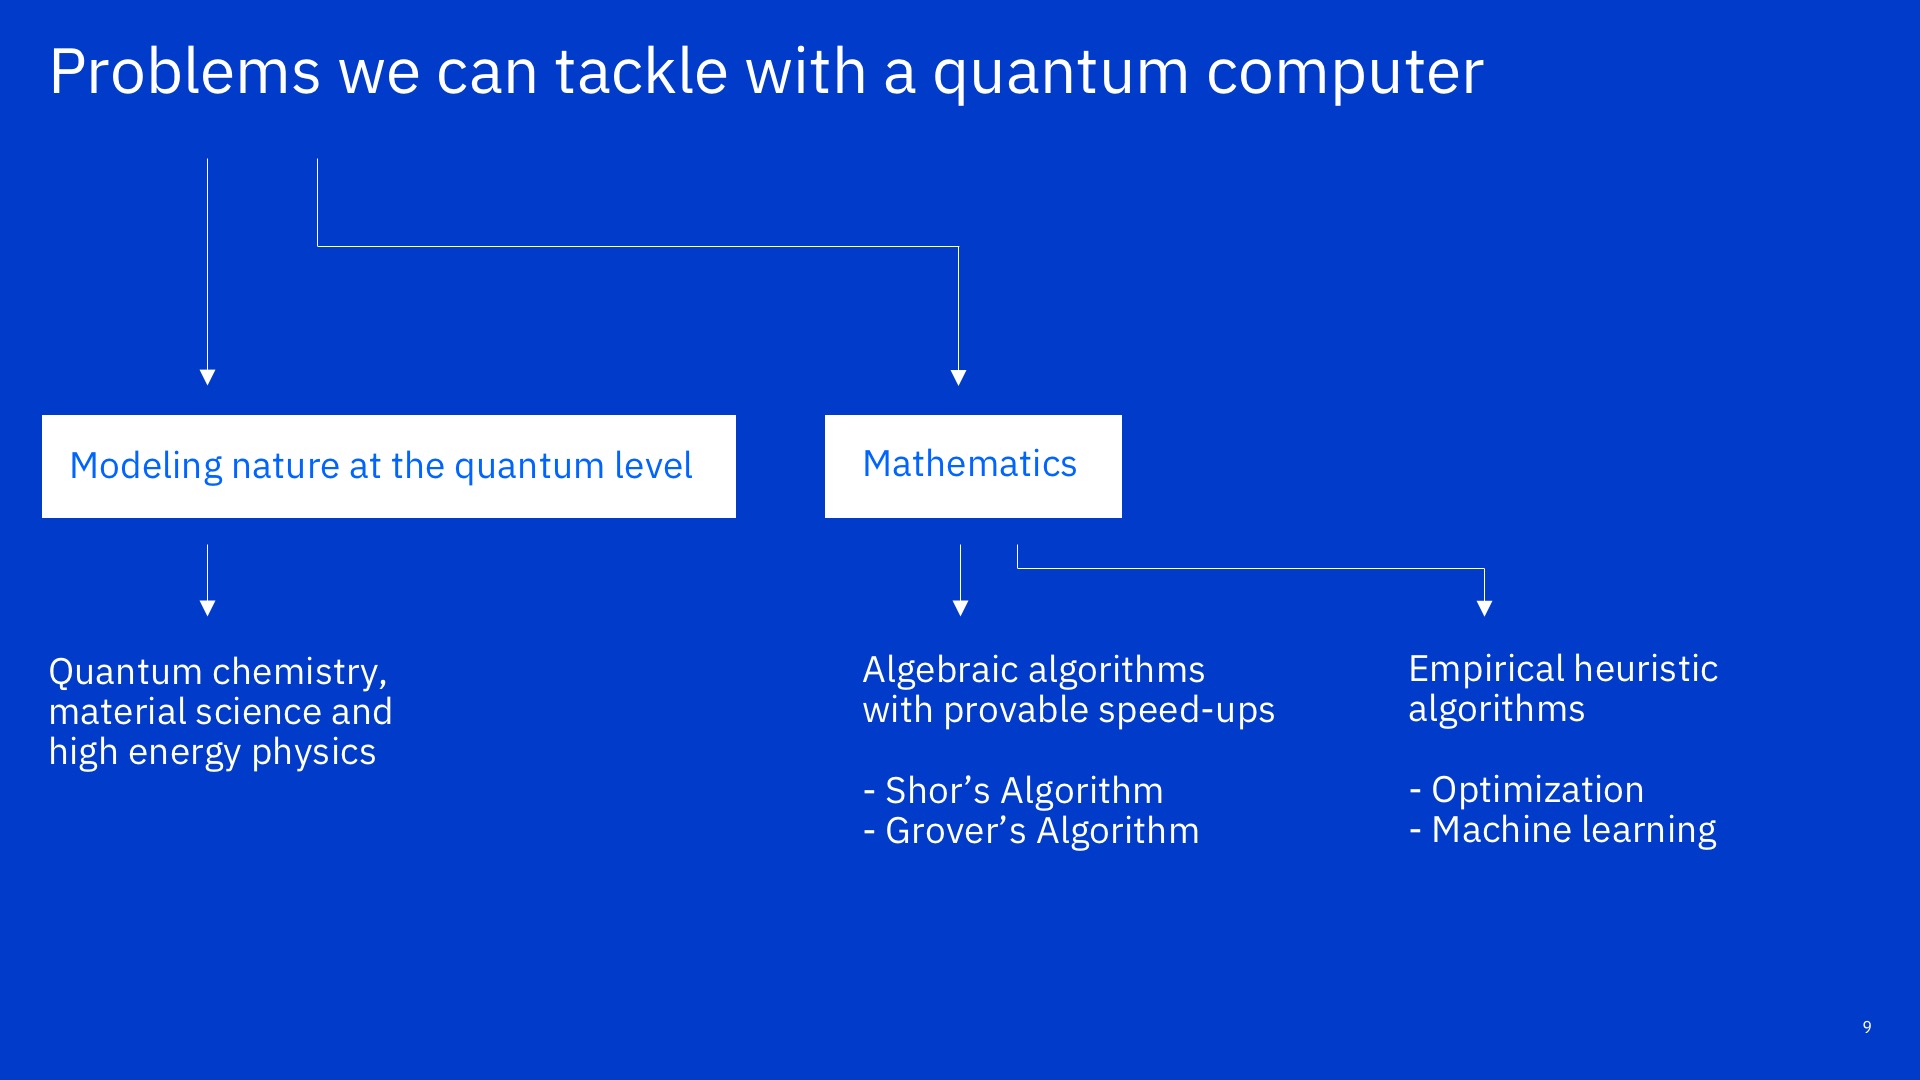 Problems we can tackle with a quantum computer
Modeling nature at the quantum level
Mathematics
Quantum chemistry,
material science and
high energy physics
Algebraic algorithms
with provable speed-ups
- Shor’s Algorithm
- Grover’s Algorithm
Empirical heuristic
algorithms
- Optimization
- Machine learning
9